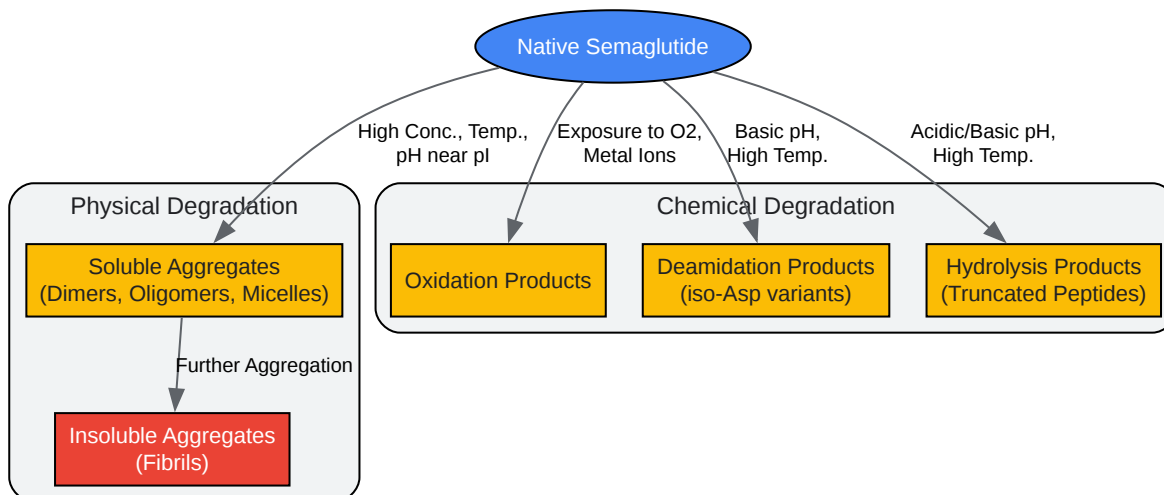 Native Semaglutide
High Conc., Temp.,
pH near pI
Exposure to O2,
Metal Ions
Basic pH,
High Temp.
Acidic/Basic pH,
High Temp.
Physical Degradation
Chemical Degradation
Soluble Aggregates
(Dimers, Oligomers, Micelles)
Oxidation Products
Deamidation Products
(iso-Asp variants)
Hydrolysis Products
(Truncated Peptides)
Further Aggregation
Insoluble Aggregates
(Fibrils)